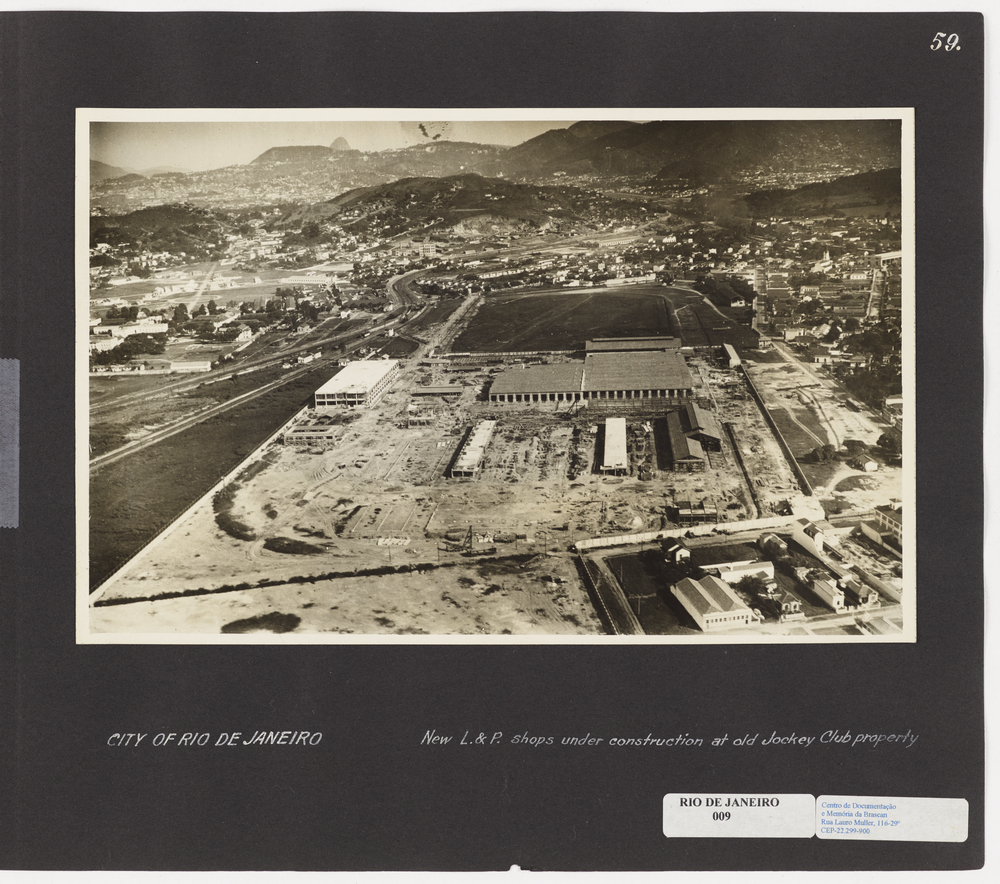 59.
CITY OF RIO DE JANEIRO
New L.&P. shops under construction at old Jockey Club property
RIO DE JANEIRO
009
Centro de Documentação
e Memória da Brascan
Rua Lauro Muller, 116-29º
CEP-22.299-900